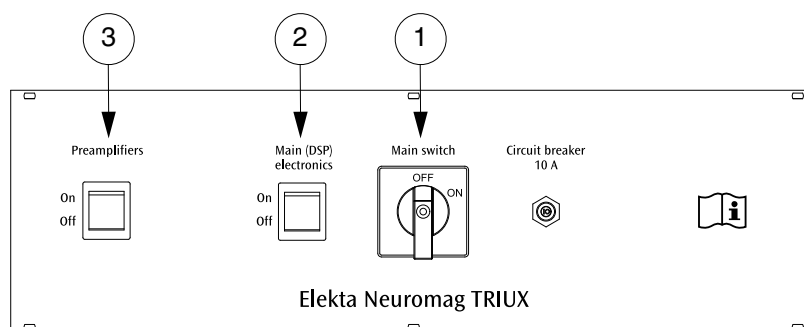 3
2
1
Preamplifiers
Main (DSP)
electronics
Main switch
Circuit breaker
10 A
On
Off
On
Off
OFF
ON
10
i
Elekta Neuromag TRIUX